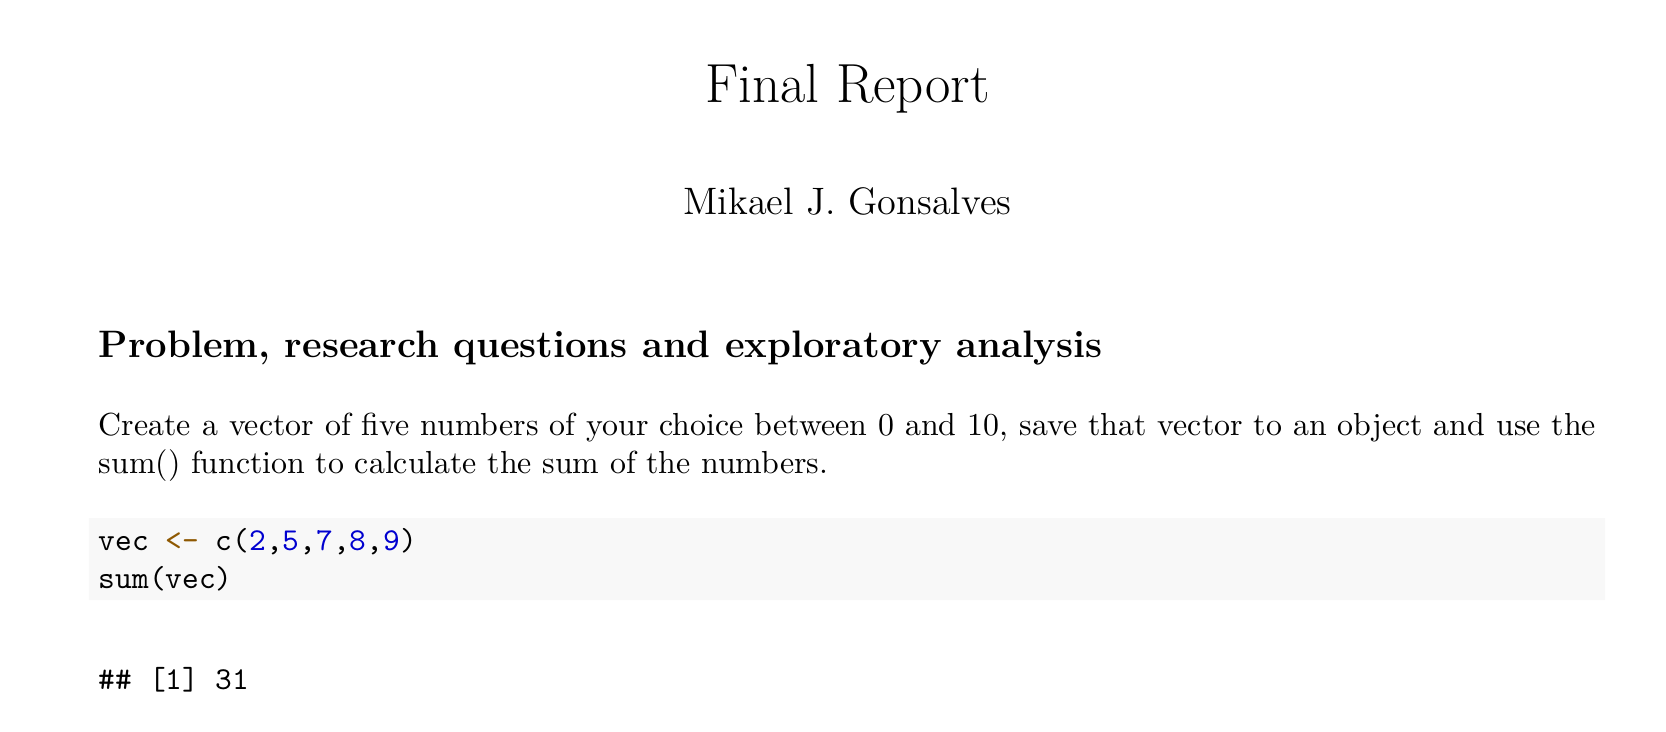 Final Report
Mikael J. Gonsalves
Problem, research questions and exploratory analysis
Create a vector of five numbers of your choice between 0 and 10, save that vector to an object and use the
sum() function to calculate the sum of the numbers.
vec <- c(2,5,7,8,9)
sum(vec)
## [1] 31